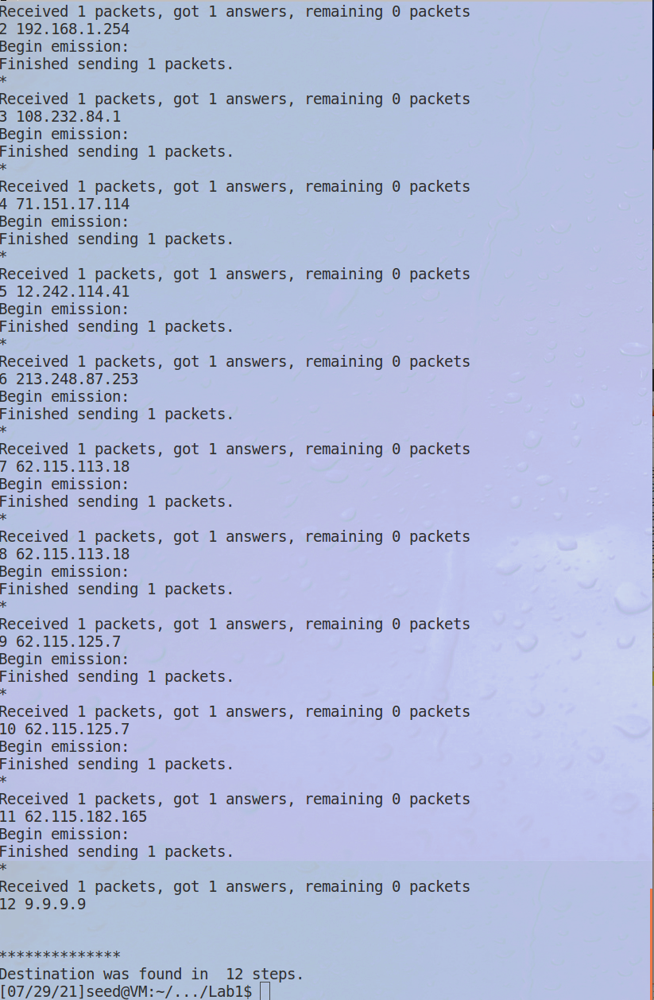 Received 1 packets, got 1 answers, remaining 0 packets
2 192.168.1.254
Begin emission:
Finished sending 1 packets.
*
Received 1 packets, got 1 answers, remaining 0 packets
3 108.232.84.1
Begin emission:
Finished sending 1 packets.
*
Received 1 packets, got 1 answers, remaining 0 packets
4 71.151.17.114
Begin emission:
Finished sending 1 packets.
*
Received 1 packets, got 1 answers, remaining 0 packets
5 12.242.114.41
Begin emission:
Finished sending 1 packets.
*
Received 1 packets, got 1 answers, remaining 0 packets
6 213.248.87.253
Begin emission:
Finished sending 1 packets.
*
Received 1 packets, got 1 answers, remaining 0 packets
7 62.115.113.18
Begin emission:
Finished sending 1 packets.
*
Received 1 packets, got 1 answers, remaining 0 packets
8 62.115.113.18
Begin emission:
Finished sending 1 packets.
*
Received 1 packets, got 1 answers, remaining 0 packets
9 62.115.125.7
Begin emission:
Finished sending 1 packets.
*
Received 1 packets, got 1 answers, remaining 0 packets
10 62.115.125.7
Begin emission:
Finished sending 1 packets.
*
Received 1 packets, got 1 answers, remaining 0 packets
11 62.115.182.165
Begin emission:
Finished sending 1 packets.
*
Received 1 packets, got 1 answers, remaining 0 packets
12 9.9.9.9
**************
Destination was found in  12 steps.
[07/29/21]seed@VM:~/.../Lab1$